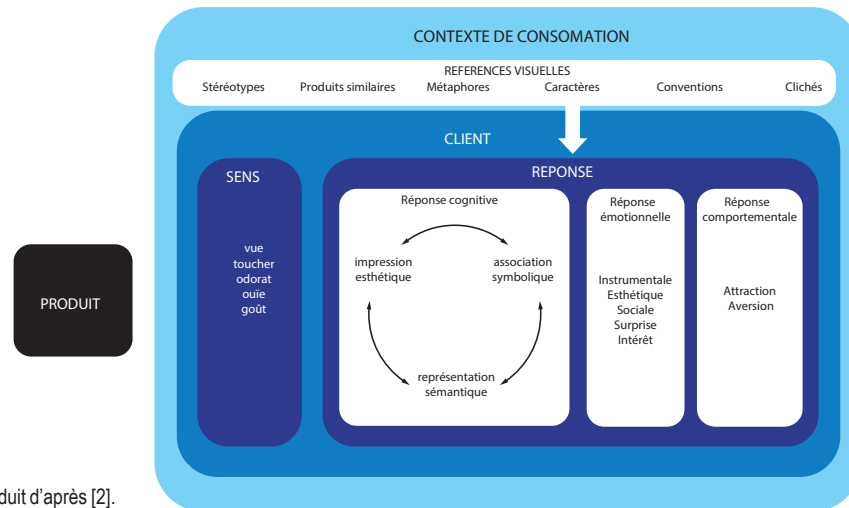 CONTEXTE DE CONSOMATION
REFERENCES VISUELLES
Stéréotypes Produits similaires Métaphores Caractères Conventions Clichés
CLIENT
SENS
REPONSE
vue
toucher
odorat
ouïe
goût
Réponse cognitive
impression
esthétique
association
symbolique
représentation
sémantique
Réponse
émotionnelle
Instrumentale
Esthétique
Sociale
Surprise
Intérêt
Réponse
comportementale
Attraction
Aversion
PRODUIT
duit d'après [2].